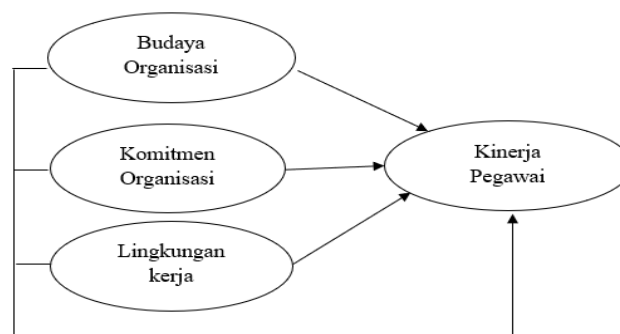 Budaya
Organisasi
Komitmen
Organisasi
Lingkungan
kerja
Kinerja
Pegawai